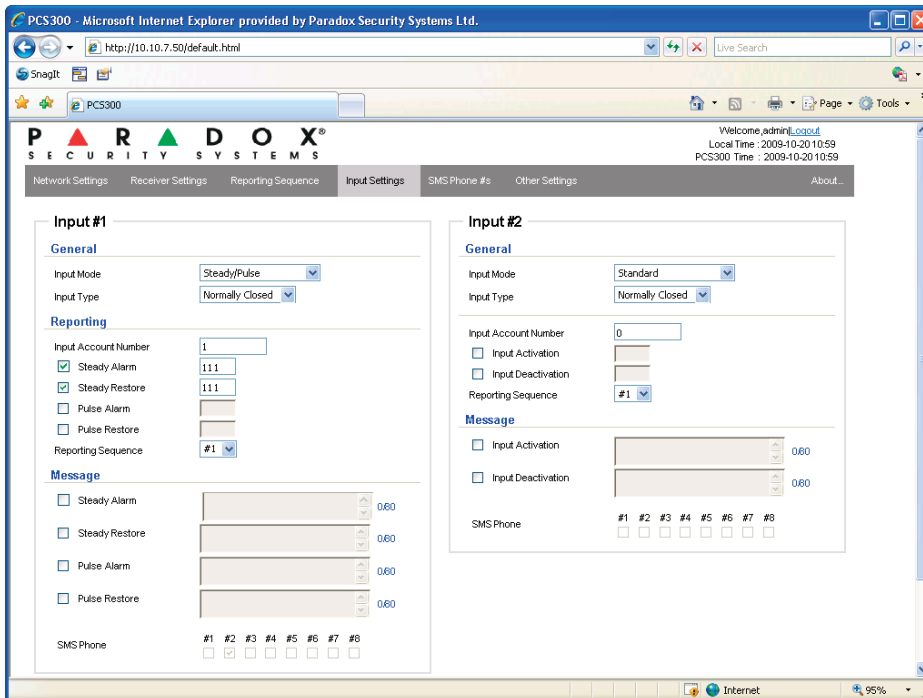 PCS300 - Microsoft Internet Explorer provided by Paradox Security Systems Ltd.
http://10.10.7.50/default.html
Live Search
SnagIt
PCS300
Page
Tools
PARADOX®
SECURITY SYSTEMS
Welcome,admin|Logout
Local Time : 2009-10-20 10:59
PCS300 Time : 2009-10-20 10:59
Network Settings Receiver Settings Reporting Sequence Input Settings SMS Phone #s Other Settings About...
Input #1
General
Input Mode Steady/Pulse
Input Type Normally Closed
Reporting
Input Account Number 1
Steady Alarm 111
Steady Restore 111
Pulse Alarm
Pulse Restore
Reporting Sequence #1
Message
Steady Alarm 0/60
Steady Restore 0/60
Pulse Alarm 0/60
Pulse Restore 0/60
SMS Phone #1 #2 #3 #4 #5 #6 #7 #8
Input #2
General
Input Mode Standard
Input Type Normally Closed
Input Account Number 0
Input Activation
Input Deactivation
Reporting Sequence #1
Message
Input Activation 0/60
Input Deactivation 0/60
SMS Phone #1 #2 #3 #4 #5 #6 #7 #8
Internet
95%